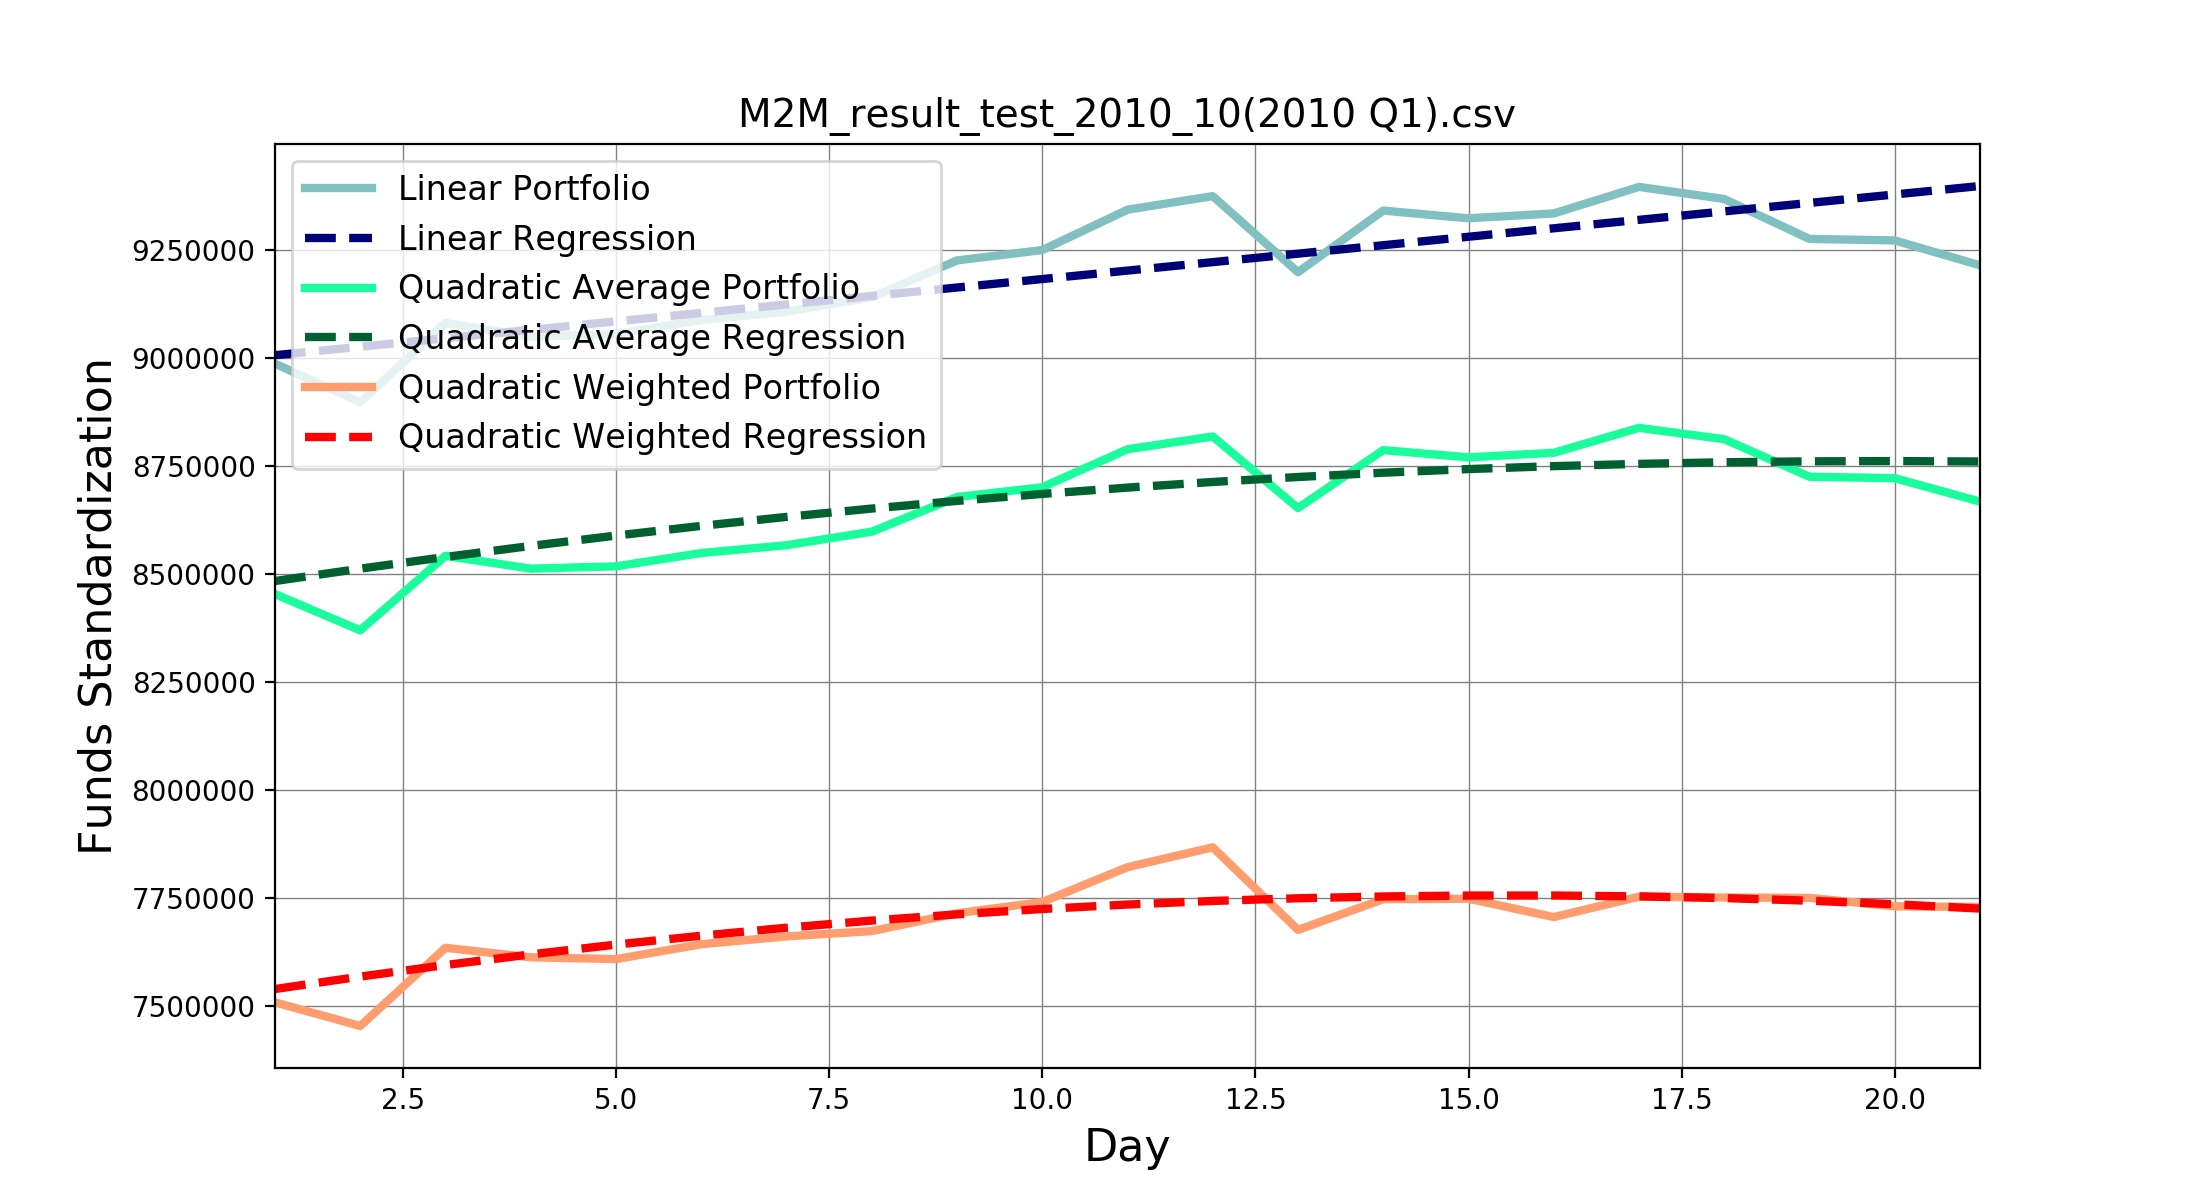 M2M_result_test_2010_10(2010 Q1).csv
Linear Portfolio
Linear Regression
Quadratic Average Portfolio
Quadratic Average Regression
Quadratic Weighted Portfolio
Quadratic Weighted Regression
Funds Standardization
9250000
9000000
8750000
8500000
8250000
8000000
7750000
7500000
2.5 5.0 7.5 10.0 12.5 15.0 17.5 20.0
Day